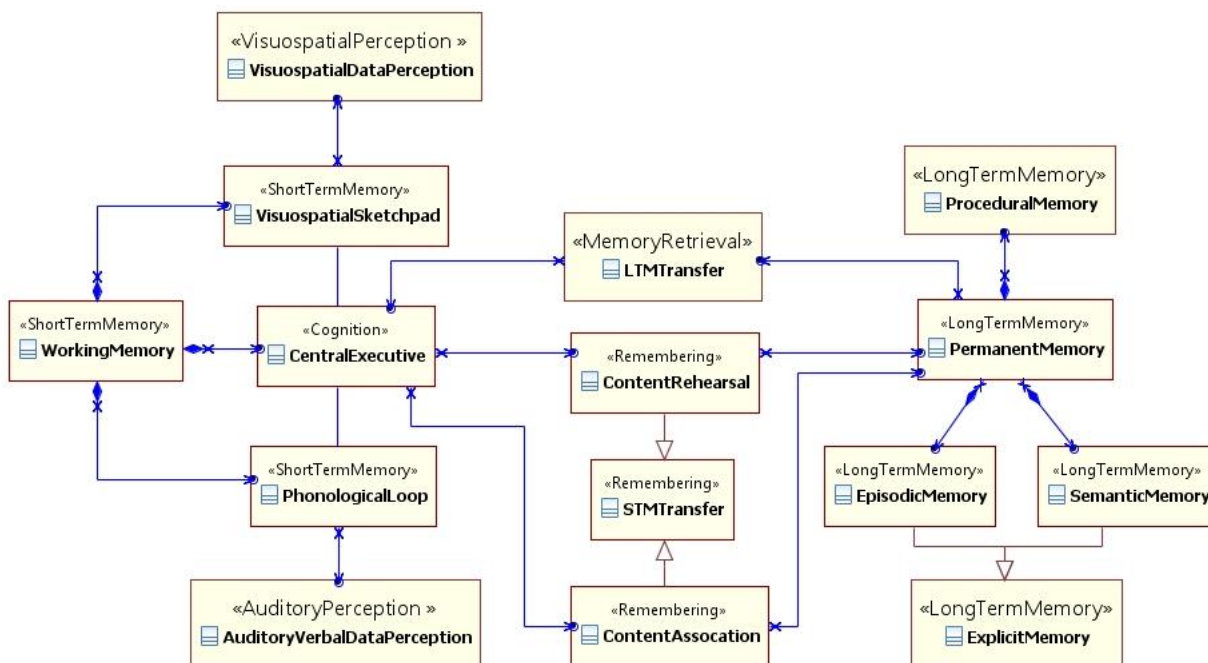 «VisuospatialPerception »
VisuospatialDataPerception
«ShortTermMemory»
VisuospatialSketchpad
«LongTermMemory»
ProceduralMemory
«MemoryRetrieval»
LTMTransfer
«ShortTermMemory»
WorkingMemory
«Cognition»
CentralExecutive
«Remembering»
ContentRehearsal
«LongTermMemory»
PermanentMemory
«ShortTermMemory»
PhonologicalLoop
«Remembering»
STMTransfer
«LongTermMemory»
EpisodicMemory
«LongTermMemory»
SemanticMemory
«AuditoryPerception »
AuditoryVerbalDataPerception
«Remembering»
ContentAssocation
«LongTermMemory»
ExplicitMemory